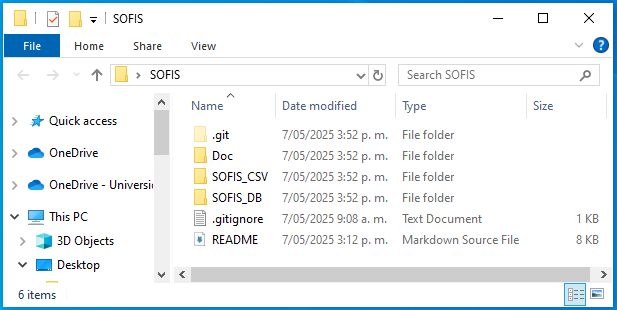 SOFIS
File Home Share View
SOFIS Search SOFIS
Name Date modified Type Size
Quick access
OneDrive
OneDrive - Universi
This PC
3D Objects
Desktop
.git 7/05/2025 3:52 p. m. File folder
Doc 7/05/2025 3:52 p. m. File folder
SOFIS_CSV 7/05/2025 3:52 p. m. File folder
SOFIS_DB 7/05/2025 3:52 p. m. File folder
.gitignore 7/05/2025 9:08 a. m. Text Document 1 KB
README 7/05/2025 3:12 p. m. Markdown Source File 8 KB
6 items